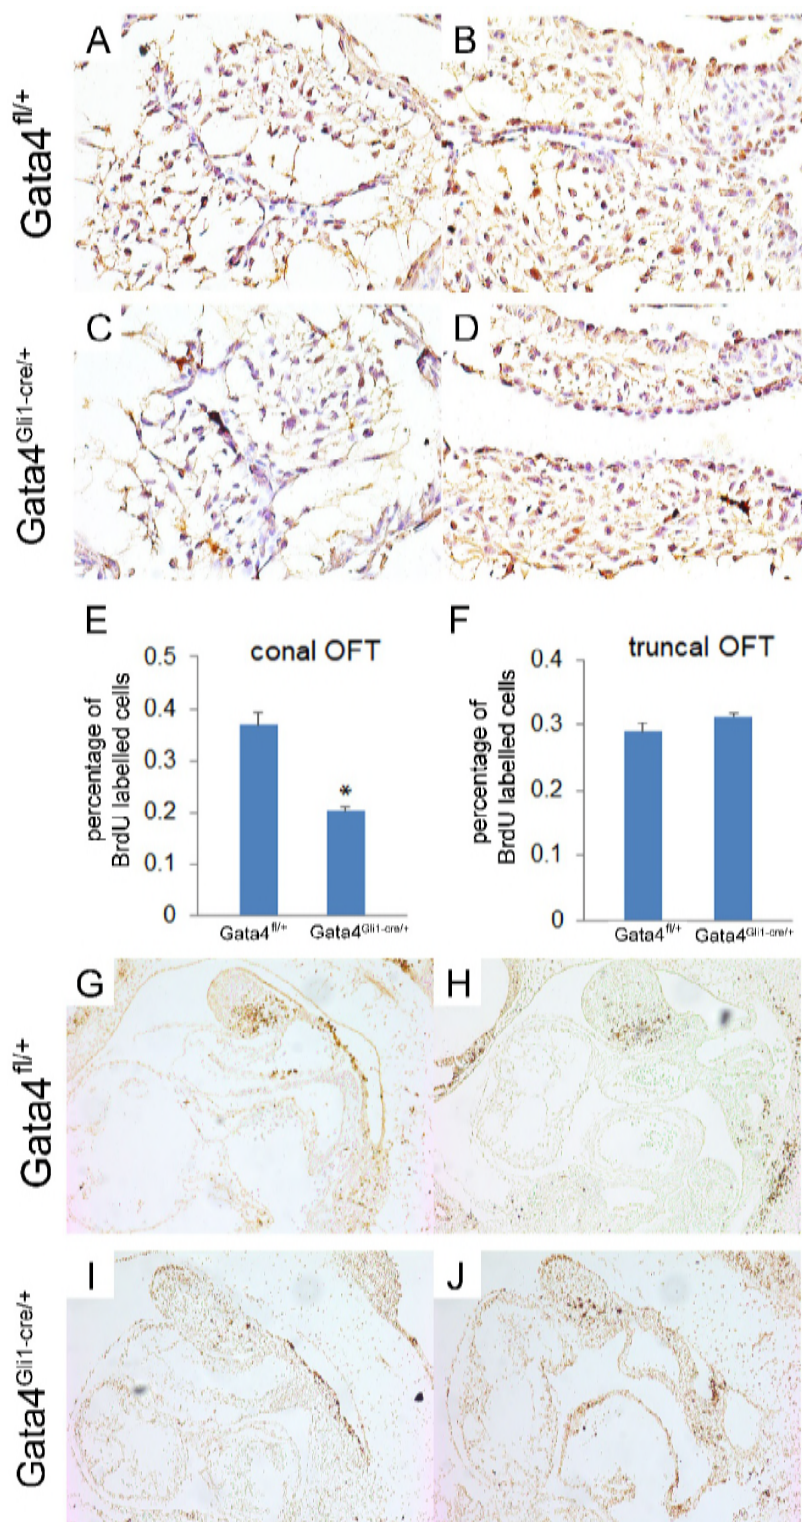 A
B
Gata4fl/+
C
D
Gata4Gli1-cre/+
E
conal OFT
percentage of
BrdU labelled cells
0.5
0.4
0.3
0.2
0.1
0
*
Gata4fl/+
Gata4Gli1-cre/+
F
truncal OFT
percentage of
BrdU labelled cells
0.4
0.3
0.2
0.1
0
Gata4fl/+
Gata4Gli1-cre/+
G
H
Gata4fl/+
I
J
Gata4Gli1-cre/+